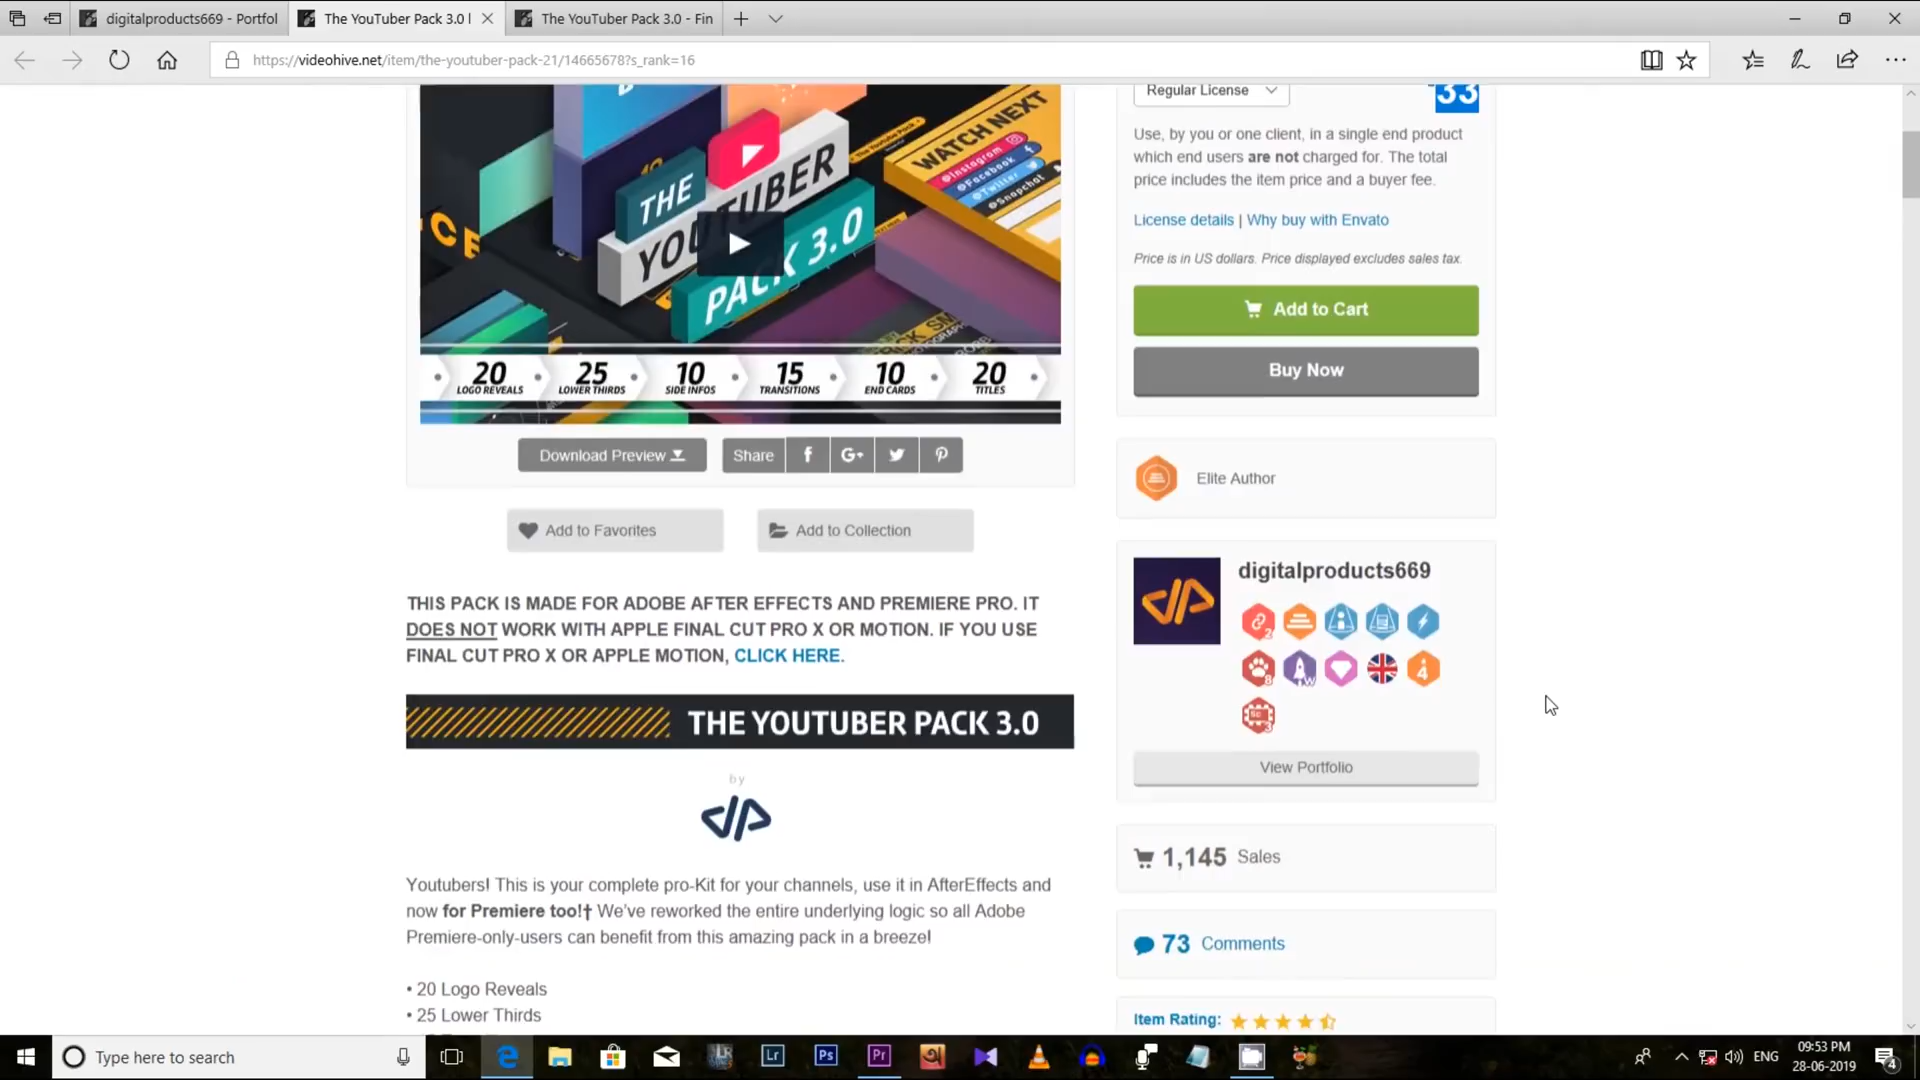 digitalproducts669 - Portfol
The YouTuber Pack 3.0 l
The YouTuber Pack 3.0 - Fin
https://videohive.net/item/the-youtuber-pack-21/14665678?s_rank=16
THE
YOUTUBER
PACK 3.0
WATCH NEXT
@Instagram
@Facebook
@Twitter
@Snapchat
20
LOGO REVEALS
25
LOWER THIRDS
10
SIDE INFOS
15
TRANSITIONS
10
END CARDS
20
TITLES
Download Preview
Share
Add to Favorites
Add to Collection
THIS PACK IS MADE FOR ADOBE AFTER EFFECTS AND PREMIERE PRO. IT
DOES NOT WORK WITH APPLE FINAL CUT PRO X OR MOTION. IF YOU USE
FINAL CUT PRO X OR APPLE MOTION, CLICK HERE.
THE YOUTUBER PACK 3.0
by
Youtubers! This is your complete pro-Kit for your channels, use it in AfterEffects and
now for Premiere too!† We've reworked the entire underlying logic so all Adobe
Premiere-only-users can benefit from this amazing pack in a breeze!
• 20 Logo Reveals
• 25 Lower Thirds
Regular License
33
Use, by you or one client, in a single end product
which end users are not charged for. The total
price includes the item price and a buyer fee.
License details | Why buy with Envato
Price is in US dollars. Price displayed excludes sales tax.
Add to Cart
Buy Now
Elite Author
digitalproducts669
View Portfolio
1,145 Sales
73 Comments
Item Rating:
Type here to search
Lr
Ps
Pr
ENG
09:53 PM
28-06-2019
4